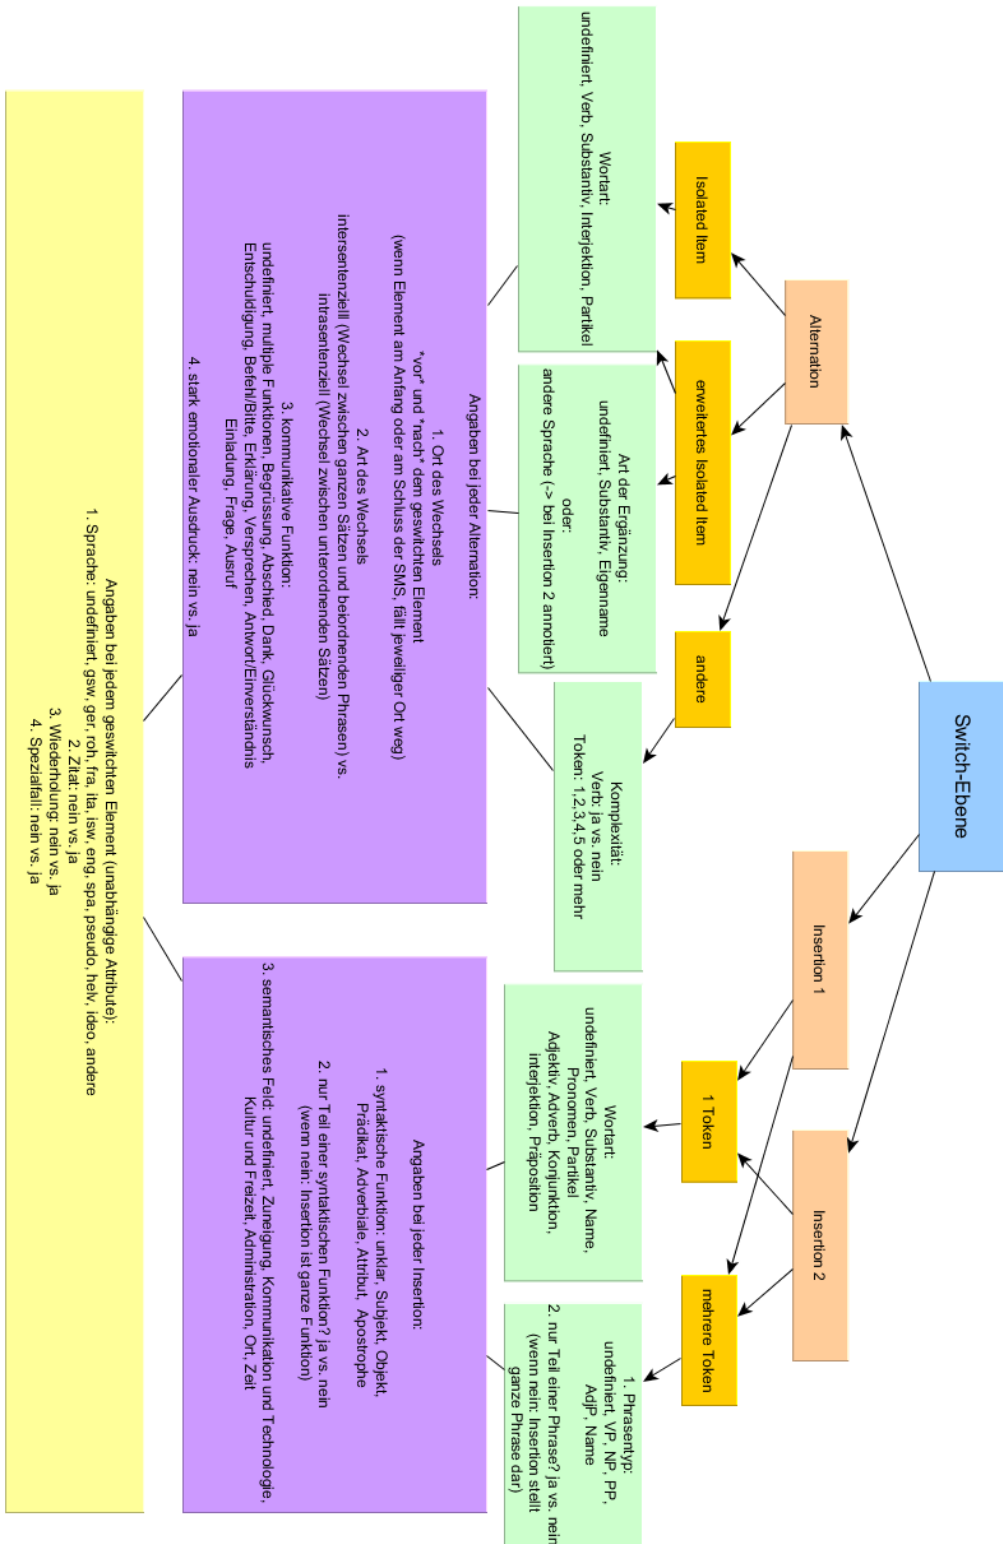 Switch-Ebene
Alternation
Insertion 1
Insertion 2
Isolated Item
erweitertes Isolated Item
andere
1 Token
mehrere Token
Wortart:
undefiniert, Verb, Substantiv, Interjektion, Partikel
Art der Ergänzung:
undefiniert, Substantiv, Eigenname
oder:
andere Sprache (-> bei Insertion 2 annotiert)
Komplexität:
Verb: ja vs. nein
Token: 1,2,3,4,5 oder mehr
Wortart:
undefiniert, Verb, Substantiv, Name,
Pronomen, Partikel
Adjektiv, Adverb, Konjunktion,
interjektion, Präposition
1. Phrasentyp:
undefiniert, VP, NP, PP,
AdjP, Name
2. nur Teil einer Phrase? ja vs. nein
(wenn nein: Insertion stellt
ganze Phrase dar)
Angaben bei jeder Alternation:
1. Ort des Wechsels
*vor* und *nach* dem geswitchten Element
(wenn Element am Anfang oder am Schluss der SMS, fällt jeweiliger Ort weg)
2. Art des Wechsels
intersentenziell (Wechsel zwischen ganzen Sätzen und beiordnenden Phrasen) vs.
intrasentenziell (Wechsel zwischen unterordnenden Sätzen)
3. kommunikative Funktion:
undefiniert, multiple Funktionen, Begrüssung, Abschied, Dank, Glückwunsch,
Entschuldigung, Befehl/Bitte, Erklärung, Versprechen, Antwort/Einverständnis
Einladung, Frage, Ausruf
4. stark emotionaler Ausdruck: nein vs. ja
Angaben bei jeder Insertion:
1. syntaktische Funktion: unklar, Subjekt, Objekt,
Prädikat, Adverbiale, Attribut, Apostrophe
2. nur Teil einer syntaktischen Funktion? ja vs. nein
(wenn nein: Insertion ist ganze Funktion)
3. semantisches Feld: undefiniert, Zuneigung, Kommunikation und Technologie,
Kultur und Freizeit, Administration, Ort, Zeit
Angaben bei jedem geswitchten Element (unabhängige Attribute):
1. Sprache: undefiniert, gsw, ger, roh, fra, ita, isw, eng, spa, pseudo, helv, ideo, andere
2. Zitat: nein vs. ja
3. Wiederholung: nein vs. ja
4. Spezialfall: nein vs. ja